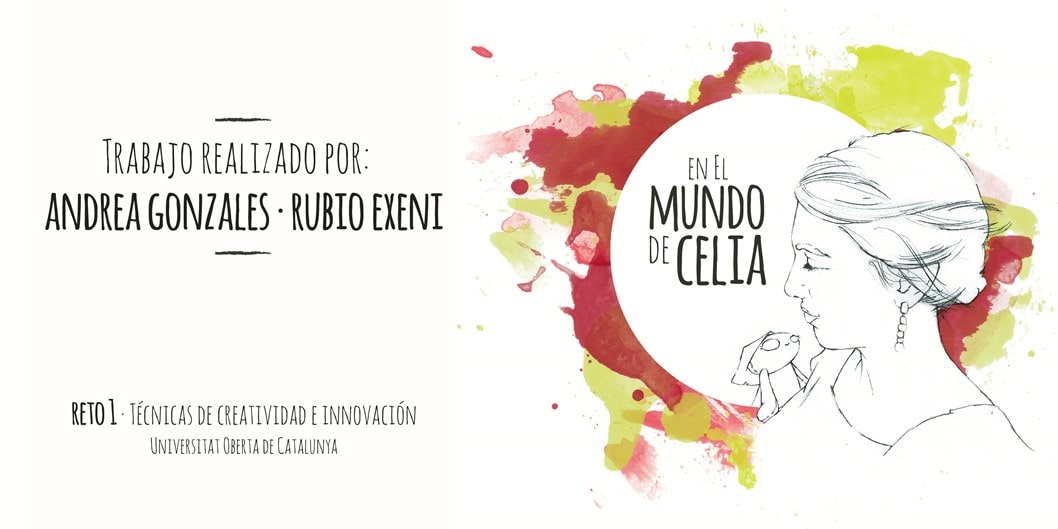 Trabajo realizado por:
Andrea Gonzales · Rubio Exeni
Reto 1 · Técnicas de creatividad e innovación
Universitat Oberta de Catalunya
en El
mundo
de Celia